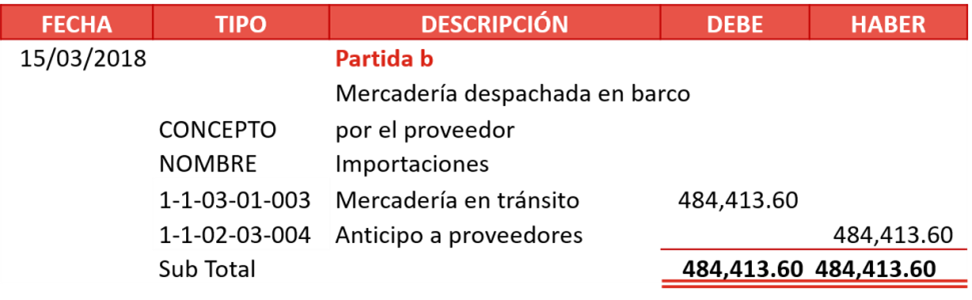 FECHA TIPO DESCRIPCIÓN DEBE HABER
15/03/2018 Partida b
Mercadería despachada en barco
CONCEPTO por el proveedor
NOMBRE Importaciones
1-1-03-01-003 Mercadería en tránsito 484,413.60
1-1-02-03-004 Anticipo a proveedores 484,413.60
Sub Total 484,413.60 484,413.60